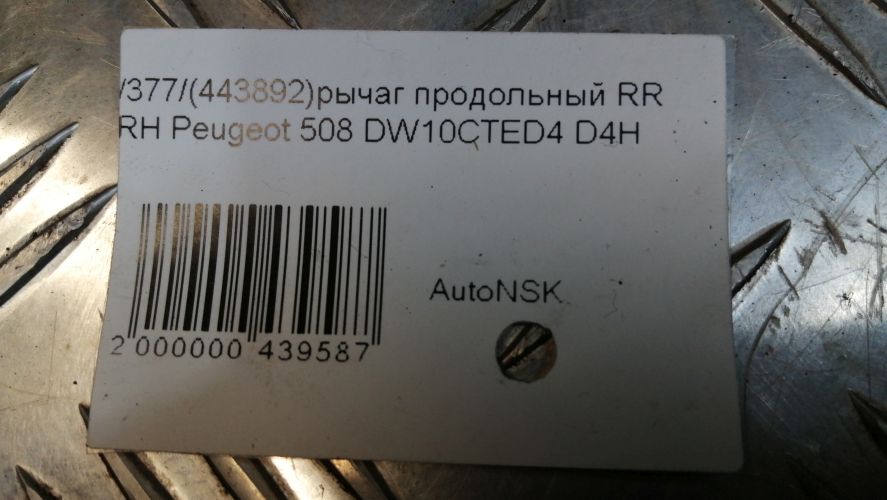 /377/(443892)рычаг продольный RR
RH Peugeot 508 DW10CTED4 D4H
AutoNSK
2 000000 439587